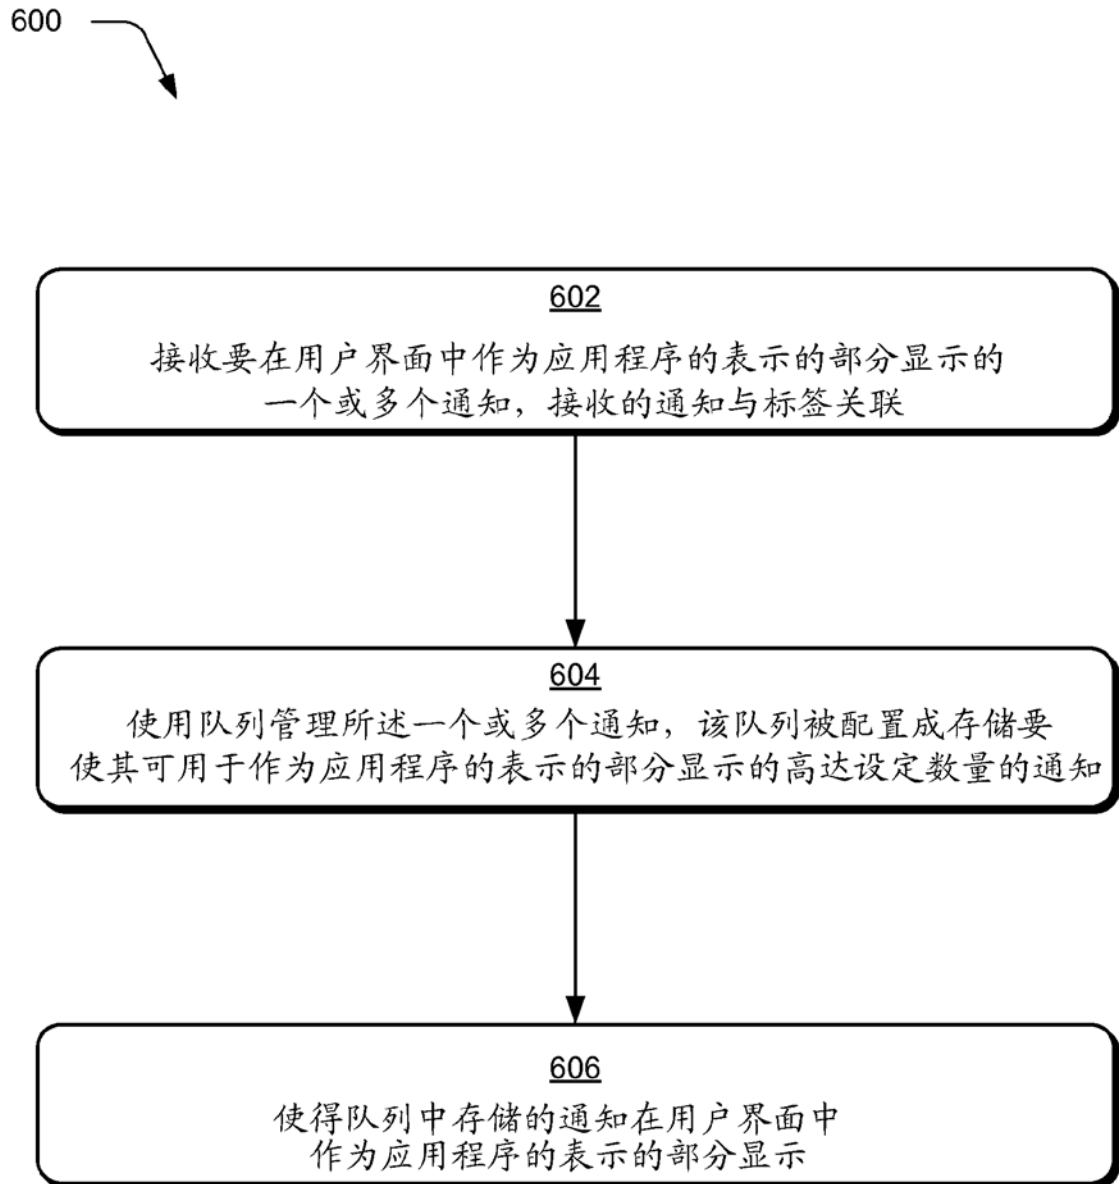 600
602
接收要在用户界面中作为应用程序的表示的部分显示的
一个或多个通知，接收的通知与标签关联
604
使用队列管理所述一个或多个通知，该队列被配置成存储要
使其可用于作为应用程序的表示的部分显示的高达设定数量的通知
606
使得队列中存储的通知在用户界面中
作为应用程序的表示的部分显示